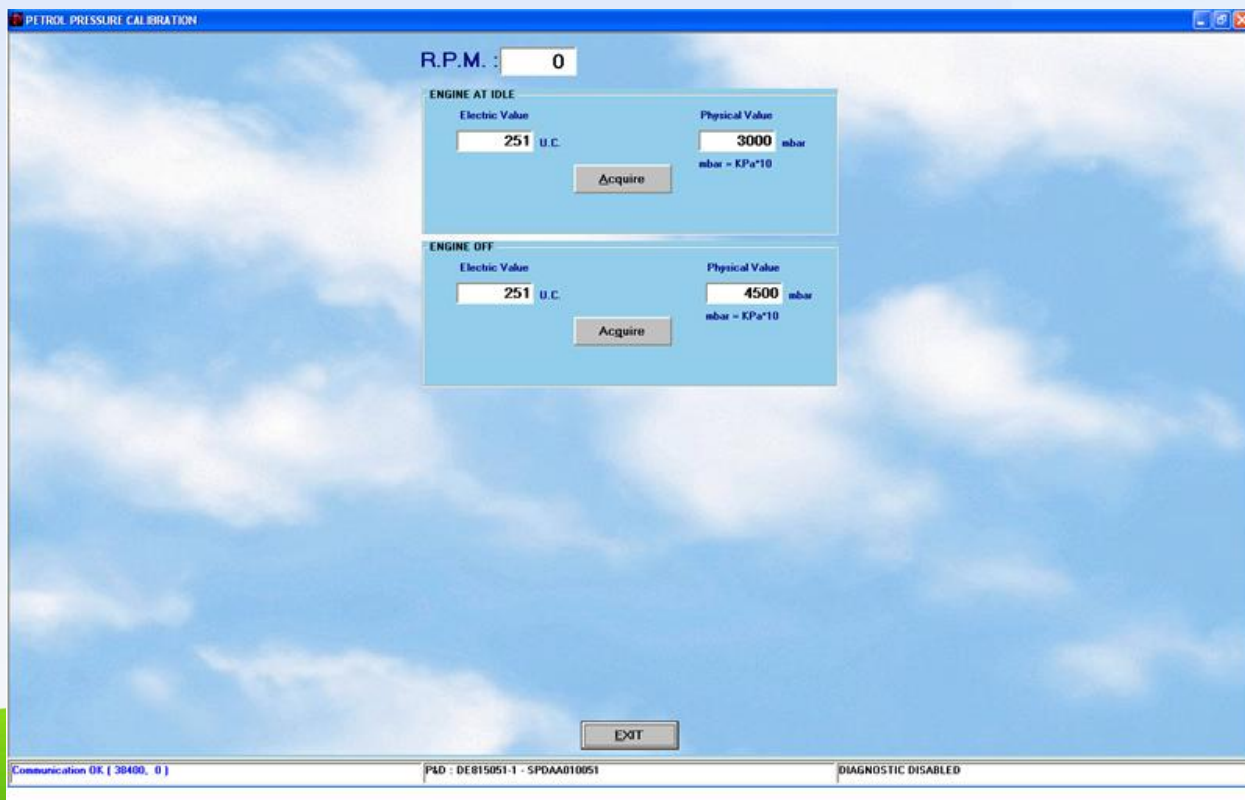 PETROL PRESSURE CALIBRATION
R.P.M. : 0
ENGINE AT IDLE
Electric Value Physical Value
251 U.C. 3000 mbar
mbar = KPa*10
Acquire
ENGINE OFF
Electric Value Physical Value
251 U.C. 4500 mbar
mbar = KPa*10
Acquire
EXIT
Communication OK ( 38400, 0 ) P&D : DE815051-1 - SPDAA010051 DIAGNOSTIC DISABLED